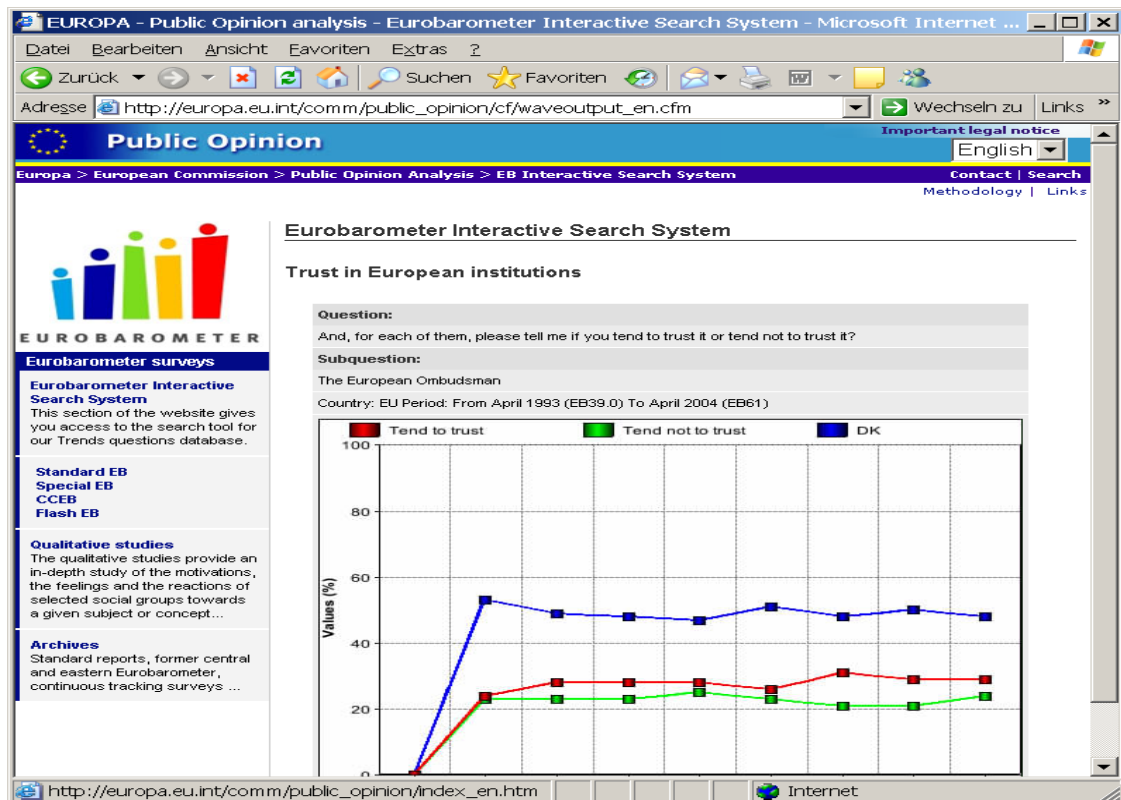 EUROPA - Public Opinion analysis - Eurobarometer Interactive Search System - Microsoft Internet ...
Datei Bearbeiten Ansicht Favoriten Extras ?
Zurück Suchen Favoriten
Adresse http://europa.eu.int/comm/public_opinion/cf/waveoutput_en.cfm Wechseln zu Links »
Important legal notice
Public Opinion
English
Europa > European Commission > Public Opinion Analysis > EB Interactive Search System Contact | Search
Methodology | Links
EUROBAROMETER
Eurobarometer surveys
Eurobarometer Interactive
Search System
This section of the website gives
you access to the search tool for
our Trends questions database.
Standard EB
Special EB
CCEB
Flash EB
Qualitative studies
The qualitative studies provide an
in-depth study of the motivations,
the feelings and the reactions of
selected social groups towards
a given subject or concept...
Archives
Standard reports, former central
and eastern Eurobarometer,
continuous tracking surveys ...
Eurobarometer Interactive Search System
Trust in European institutions
Question:
And, for each of them, please tell me if you tend to trust it or tend not to trust it?
Subquestion:
The European Ombudsman
Country: EU Period: From April 1993 (EB39.0) To April 2004 (EB61)
Tend to trust Tend not to trust DK
100
80
60
40
20
0
Values (%)
http://europa.eu.int/comm/public_opinion/index_en.htm Internet